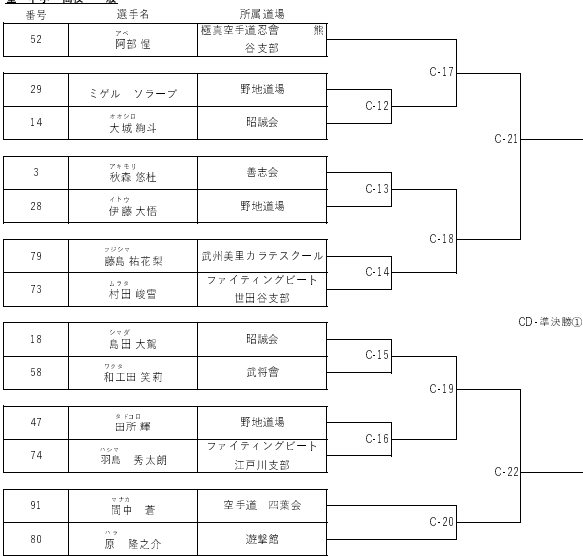 番号 選手名 所属道場
アベ
52 阿部 惺 極真空手道忍會 熊谷支部
C-17
29 ミゲル ソラーブ 野地道場
C-12
オオシロ
14 大城 絢斗 昭誠会
C-21
アキモリ
3 秋森 悠杜 善志会
C-13
イトウ
28 伊藤 大悟 野地道場
C-18
フジシマ
79 藤島 祐花梨 武州美里カラテスクール
C-14
ムラタ
73 村田 峻雪 ファイティングビート
世田谷支部
CD-準決勝①
シマダ
18 島田 大駕 昭誠会
C-15
ワクタ
58 和工田 笑莉 武将會
C-19
タドコロ
47 田所 輝 野地道場
C-16
ハシマ
74 羽島 秀太朗 ファイティングビート
江戸川支部
C-22
マナカ
91 間中 蒼 空手道 四葉会
C-20
ハラ
80 原 隆之介 遊撃館